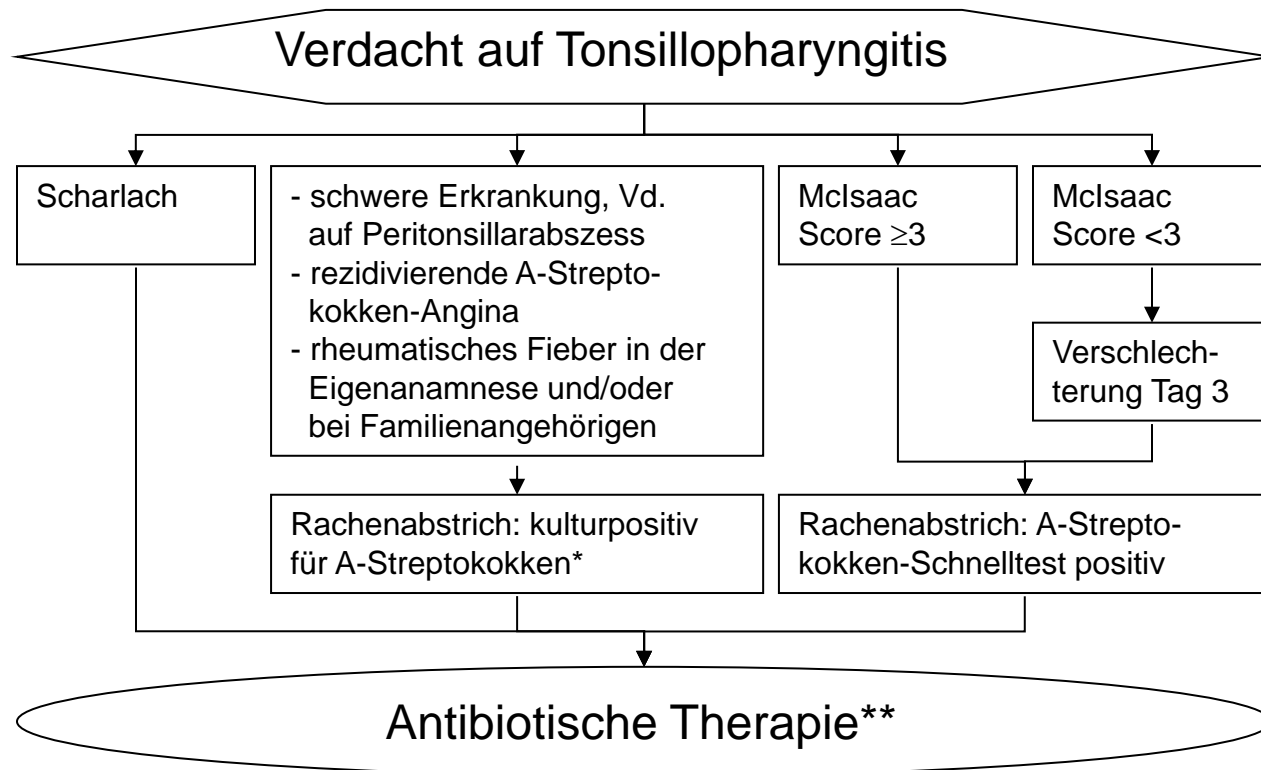 Verdacht auf Tonsillopharyngitis
Scharlach
- schwere Erkrankung, Vd.
auf Peritonsillarabszess
- rezidivierende A-Strepto-
kokken-Angina
- rheumatisches Fieber in der
Eigenanamnese und/oder
bei Familienangehörigen
McIsaac
Score ≥3
McIsaac
Score <3
Verschlech-
terung Tag 3
Rachenabstrich: kulturpositiv
für A-Streptokokken*
Rachenabstrich: A-Strepto-
kokken-Schnelltest positiv
Antibiotische Therapie**